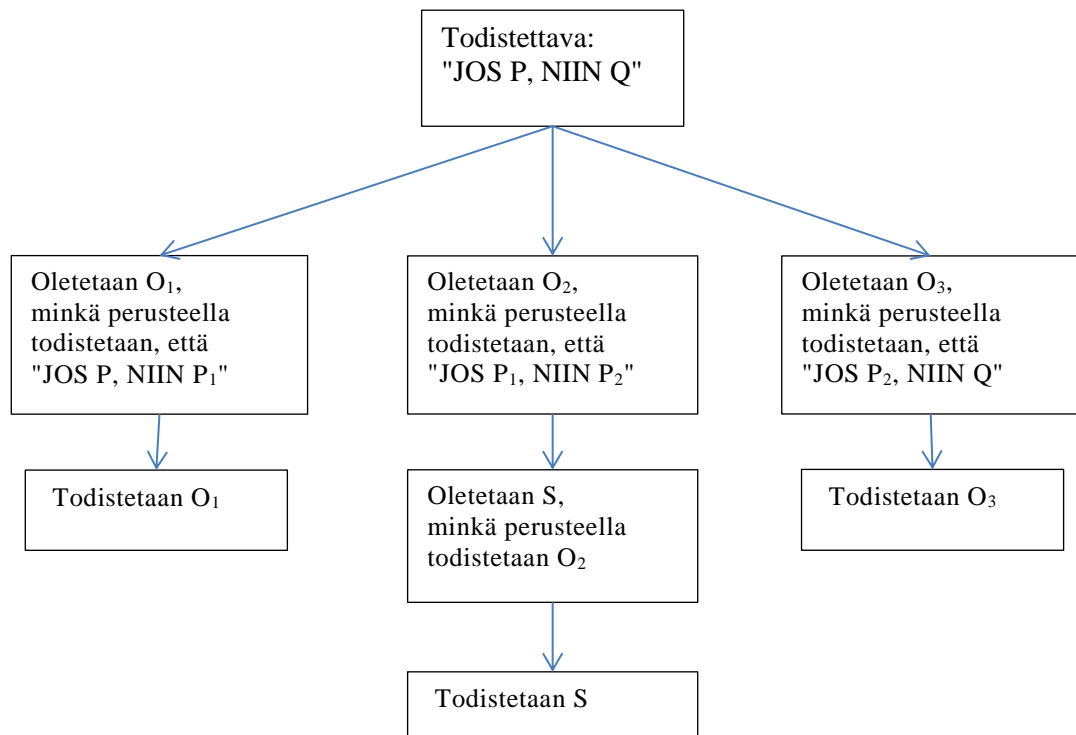 Todistettava:
"JOS P, NIIN Q"
Oletetaan O₁,
minkä perusteella
todistetaan, että
"JOS P, NIIN P₁"
Oletetaan O₂,
minkä perusteella
todistetaan, että
"JOS P₁, NIIN P₂"
Oletetaan O₃,
minkä perusteella
todistetaan, että
"JOS P₂, NIIN Q"
Todistetaan O₁
Oletetaan S,
minkä perusteella
todistetaan O₂
Todistetaan O₃
Todistetaan S